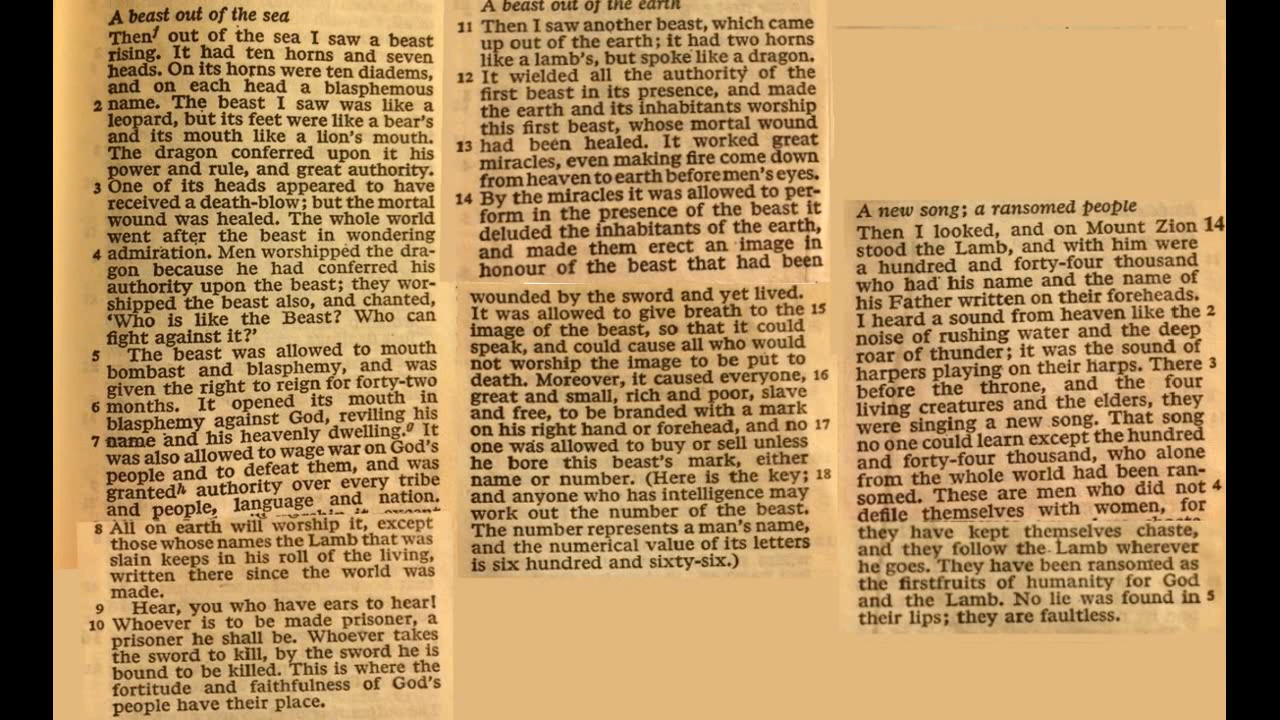 A beast out of the sea
Then f out of the sea I saw a beast
rising. It had ten horns and seven
heads. On its horns were ten diadems,
and on each head a blasphemous
2 name. The beast I saw was like a
leopard, but its feet were like a bear's
and its mouth like a lion's mouth.
The dragon conferred upon it his
power and rule, and great authority.
3 One of its heads appeared to have
received a death-blow; but the mortal
wound was healed. The whole world
went after the beast in wondering
4 admiration. Men worshipped the dra-
gon because he had conferred his
authority upon the beast; they wor-
shipped the beast also, and chanted,
'Who is like the Beast? Who can
fight against it?'
5 The beast was allowed to mouth
bombast and blasphemy, and was
given the right to reign for forty-two
6 months. It opened its mouth in
blasphemy against God, reviling his
7 name and his heavenly dwelling.g It
was also allowed to wage war on God's
people and to defeat them, and was
granted h authority over every tribe
and people, language and nation.
8 All on earth will worship it, except
those whose names the Lamb that was
slain keeps in his roll of the living,
written there since the world was
made.
9 Hear, you who have ears to hear!
10 Whoever is to be made prisoner, a
prisoner he shall be. Whoever takes
the sword to kill, by the sword he is
bound to be killed. This is where the
fortitude and faithfulness of God's
people have their place.
A beast out of the earth
11 Then I saw another beast, which came
up out of the earth; it had two horns
like a lamb's, but spoke like a dragon.
12 It wielded all the authority of the
first beast in its presence, and made
the earth and its inhabitants worship
this first beast, whose mortal wound
13 had been healed. It worked great
miracles, even making fire come down
from heaven to earth before men's eyes.
14 By the miracles it was allowed to per-
form in the presence of the beast it
deluded the inhabitants of the earth,
and made them erect an image in
honour of the beast that had been
wounded by the sword and yet lived.
It was allowed to give breath to the 15
image of the beast, so that it could
speak, and could cause all who would
not worship the image to be put to
death. Moreover, it caused everyone, 16
great and small, rich and poor, slave
and free, to be branded with a mark
on his right hand or forehead, and no 17
one was allowed to buy or sell unless
he bore this beast's mark, either
name or number. (Here is the key; 18
and anyone who has intelligence may
work out the number of the beast.
The number represents a man's name,
and the numerical value of its letters
is six hundred and sixty-six.)
A new song; a ransomed people
Then I looked, and on Mount Zion 14
stood the Lamb, and with him were
a hundred and forty-four thousand
who had his name and the name of
his Father written on their foreheads.
I heard a sound from heaven like the 2
noise of rushing water and the deep
roar of thunder; it was the sound of
harpers playing on their harps. There 3
before the throne, and the four
living creatures and the elders, they
were singing a new song. That song
no one could learn except the hundred
and forty-four thousand, who alone
from the whole world had been ran-
somed. These are men who did not 4
defile themselves with women, for
they have kept themselves chaste,
and they follow the Lamb wherever
he goes. They have been ransomed as
the firstfruits of humanity for God
and the Lamb. No lie was found in 5
their lips; they are faultless.